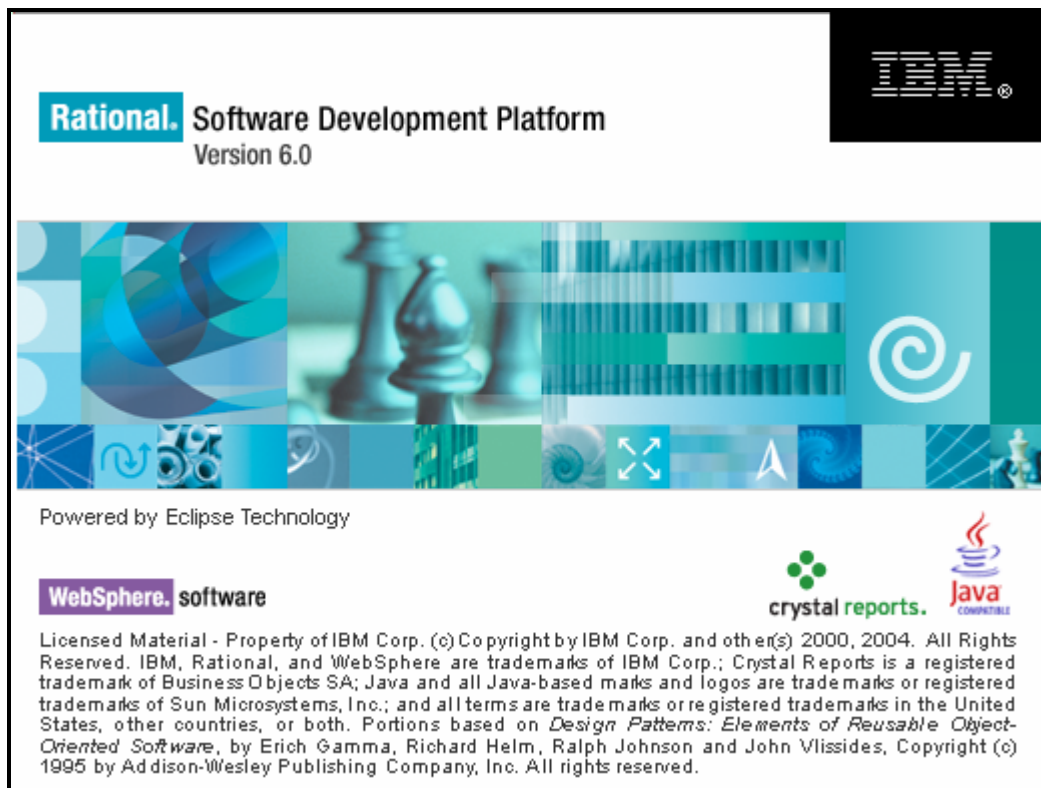 IBM®
Rational. Software Development Platform
Version 6.0
Powered by Eclipse Technology
WebSphere. software
crystal reports.
Java
COMPATIBLE
Licensed Material - Property of IBM Corp. (c) Copyright by IBM Corp. and other(s) 2000, 2004. All Rights
Reserved. IBM, Rational, and WebSphere are trademarks of IBM Corp.; Crystal Reports is a registered
trademark of Business Objects SA; Java and all Java-based marks and logos are trademarks or registered
trademarks of Sun Microsystems, Inc.; and all terms are trademarks or registered trademarks in the United
States, other countries, or both. Portions based on Design Patterns: Elements of Reusable Object-
Oriented Software, by Erich Gamma, Richard Helm, Ralph Johnson and John Vlissides, Copyright (c)
1995 by Addison-Wesley Publishing Company, Inc. All rights reserved.